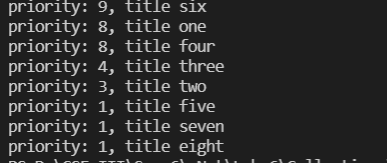 priority: 9, title six
priority: 8, title one
priority: 8, title four
priority: 4, title three
priority: 3, title two
priority: 1, title five
priority: 1, title seven
priority: 1, title eight